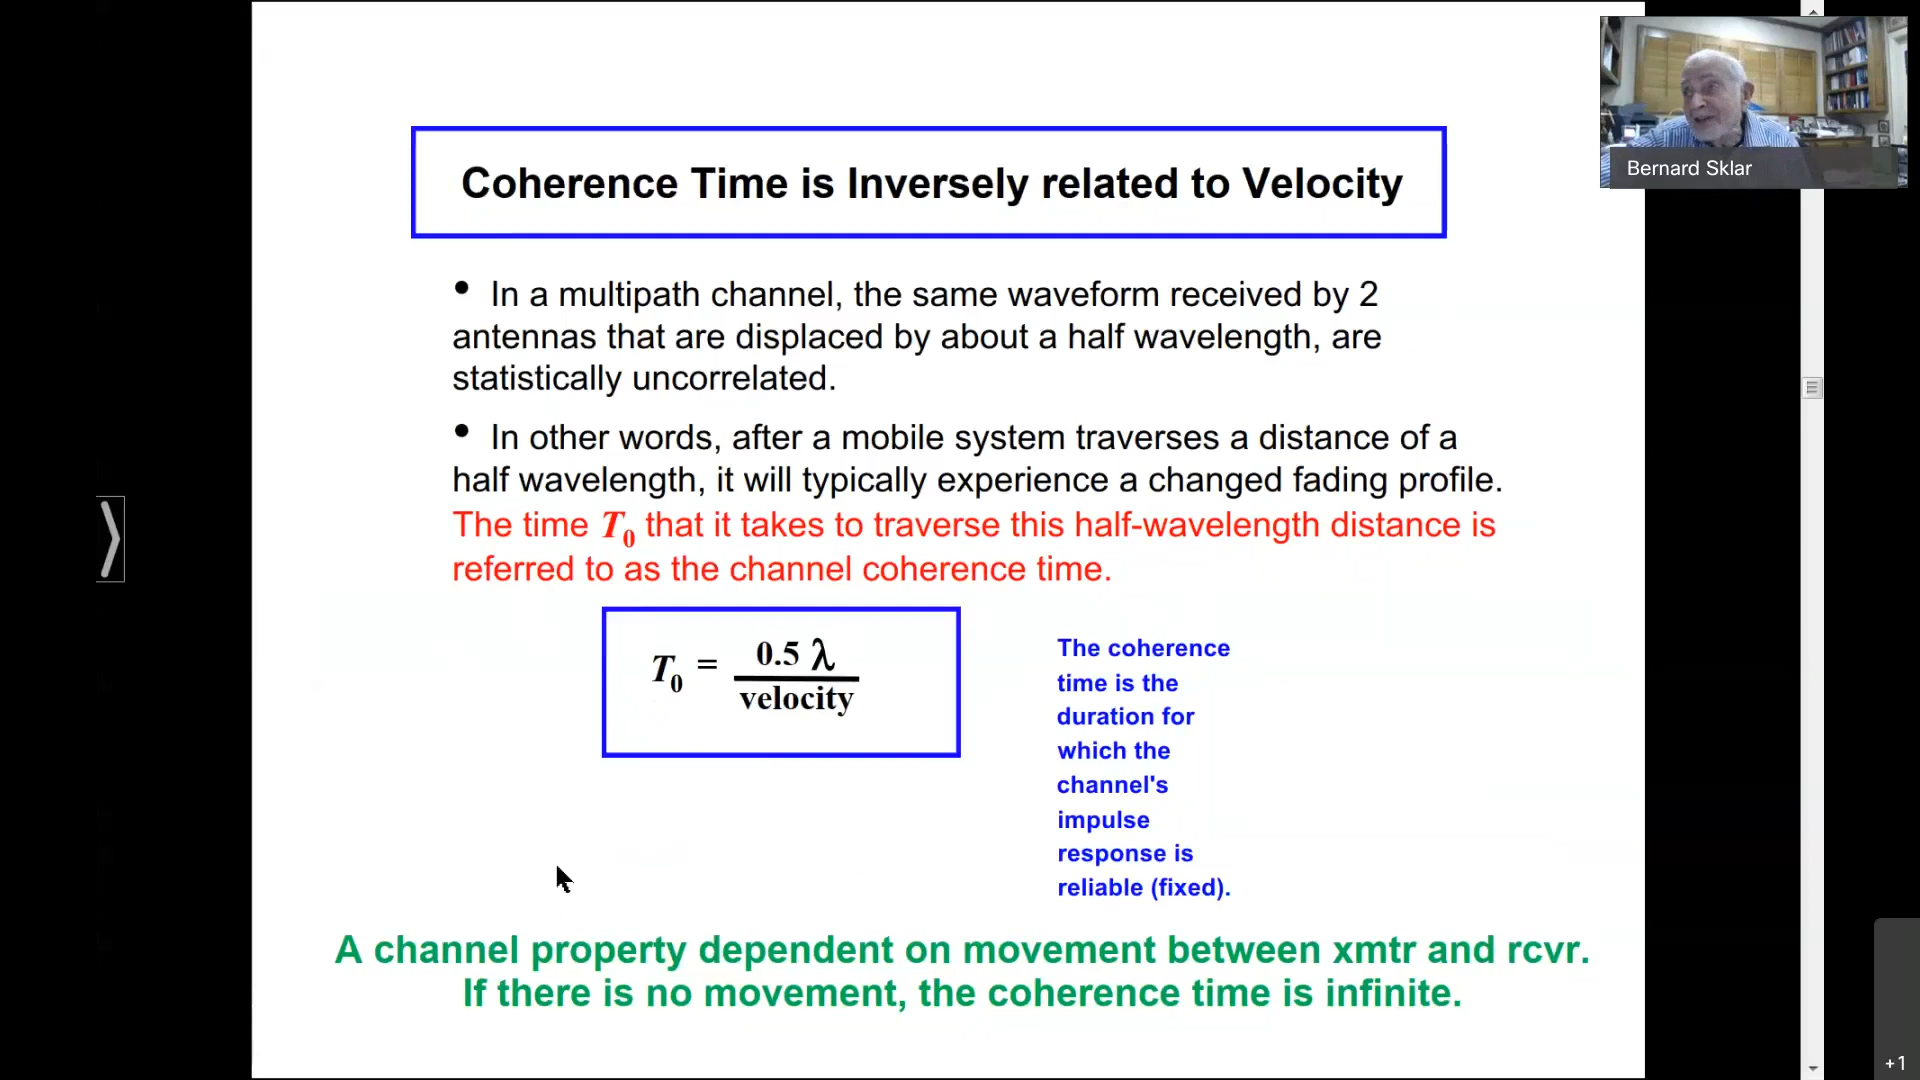 Bernard Sklar
Coherence Time is Inversely related to Velocity
• In a multipath channel, the same waveform received by 2
antennas that are displaced by about a half wavelength, are
statistically uncorrelated.
• In other words, after a mobile system traverses a distance of a
half wavelength, it will typically experience a changed fading profile.
The time T₀ that it takes to traverse this half-wavelength distance is
referred to as the channel coherence time.
T₀ = 0.5 λ / velocity
The coherence
time is the
duration for
which the
channel's
impulse
response is
reliable (fixed).
A channel property dependent on movement between xmtr and rcvr.
If there is no movement, the coherence time is infinite.
+1